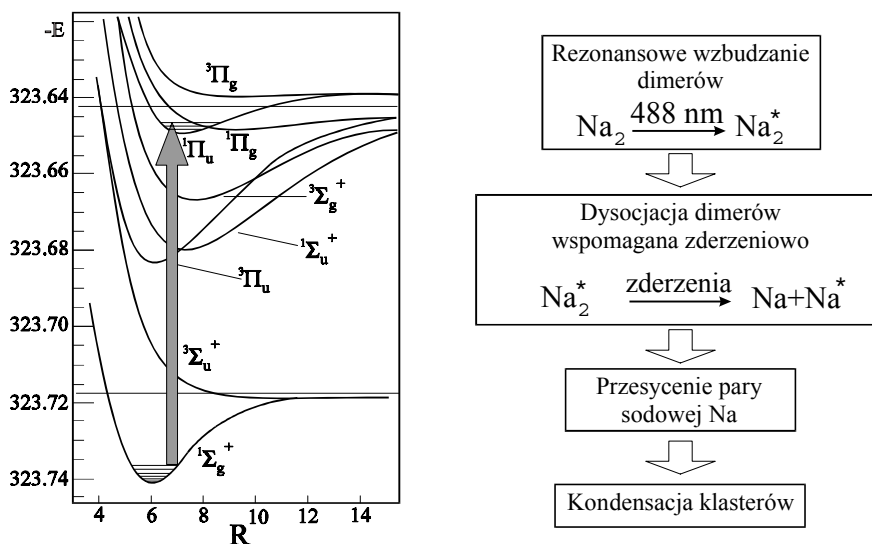 -E
323.64
323.66
323.68
323.70
323.72
323.74
4 6 8 10 12 14
R
³Πg
¹Πu
¹Πg
³Σg⁺
¹Σu⁺
³Πu
³Σu⁺
¹Σg⁺
Rezonansowe wzbudzanie
dimerów
Na₂ 488 nm Na₂*
Dysocjacja dimerów
wspomagana zderzeniowo
Na₂* zderzenia Na+Na*
Przesycenie pary
sodowej Na
Kondensacja klasterów